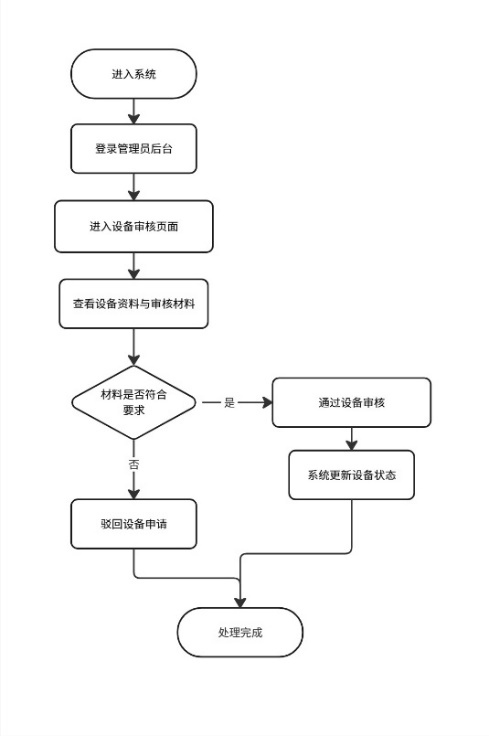 进入系统
登录管理员后台
进入设备审核页面
查看设备资料与审核材料
材料是否符合
要求
是
通过设备审核
否
系统更新设备状态
驳回设备申请
处理完成